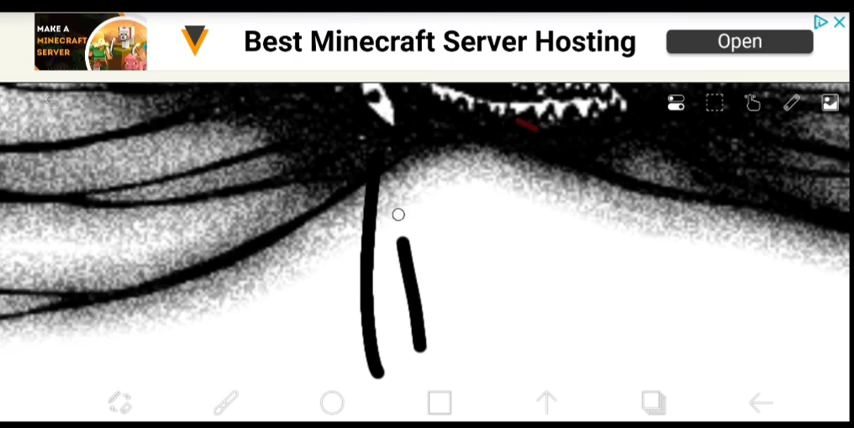 MAKE A
MINECRAFT
SERVER
Best Minecraft Server Hosting
Open